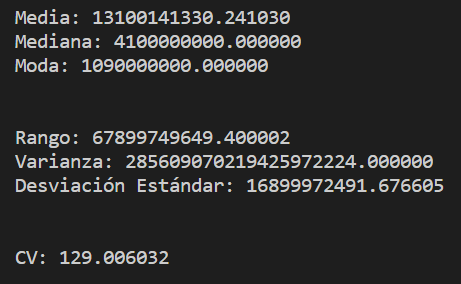 Media: 13100141330.241030
Mediana: 4100000000.000000
Moda: 1090000000.000000
Rango: 67899749649.400002
Varianza: 285609070219425972224.000000
Desviación Estándar: 16899972491.676605
CV: 129.006032